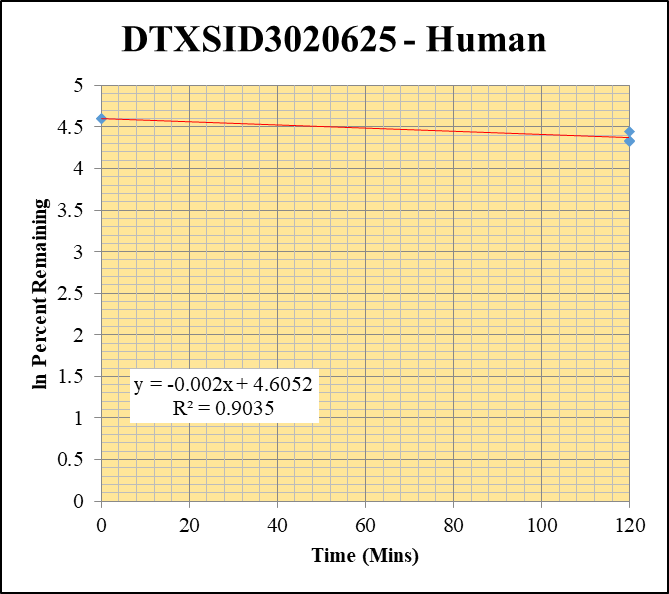 DTXSID3020625 - Human
5
4.5
4
3.5
3
2.5
2
1.5
1
0.5
0
ln Percent Remaining
y = -0.002x + 4.6052
R² = 0.9035
0 20 40 60 80 100 120
Time (Mins)